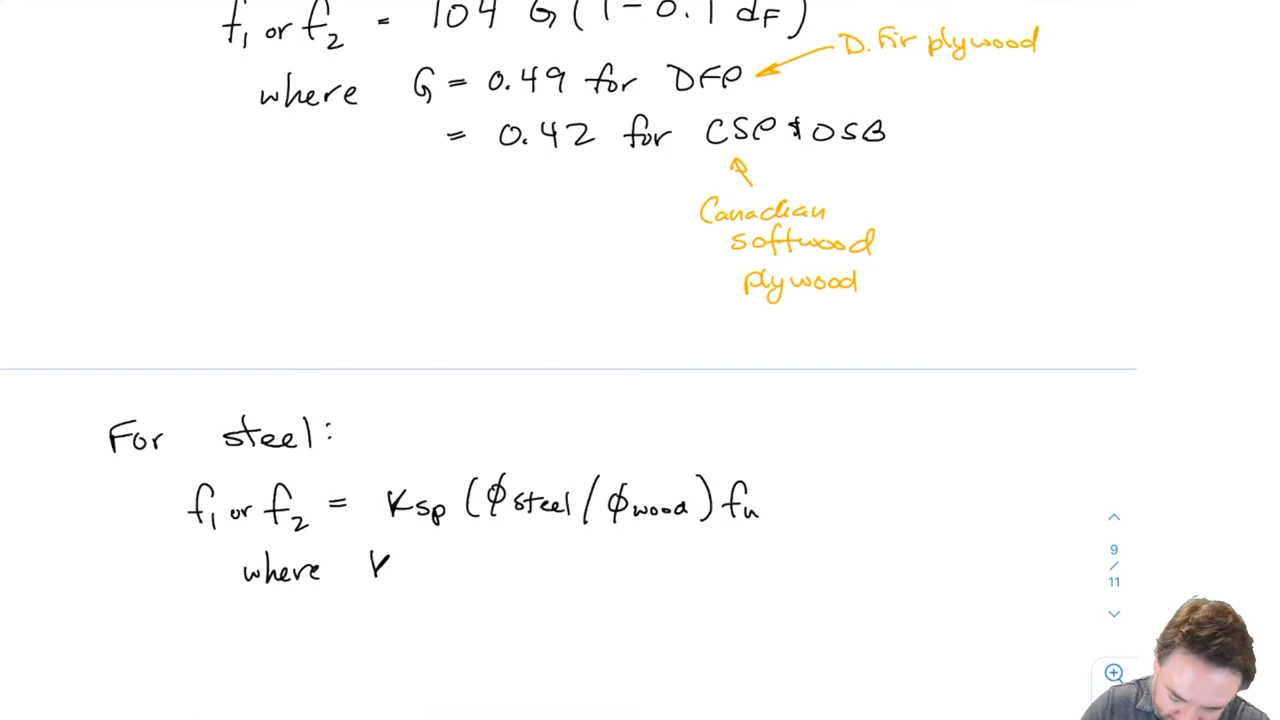 f₁ or f₂ = 104 G (1 - 0.1 dF)
D. Fir plywood
where G = 0.49 for DFP
= 0.42 for CSP & OSB
Canadian
softwood
plywood
For steel:
f₁ or f₂ = Ksp (ϕsteel / ϕwood) fu
where K
9
/
11